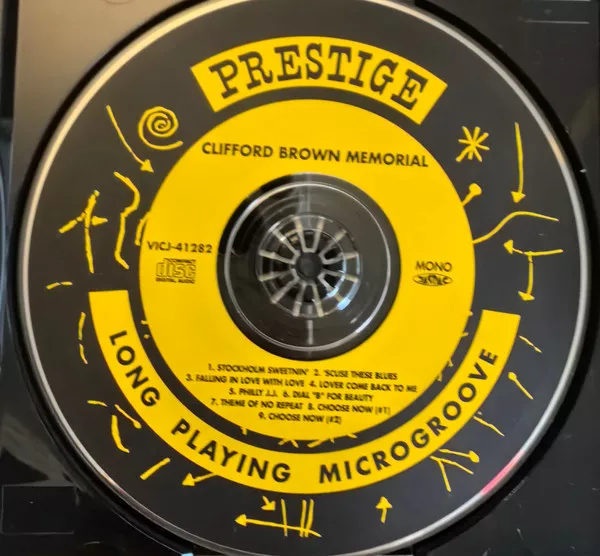 PRESTIGE
CLIFFORD BROWN MEMORIAL
VICJ-41282
COMPACT
disc
DIGITAL AUDIO
MONO
1. STOCKHOLM SWEETNIN' 2. 'SCUSE THESE BLUES
3. FALLING IN LOVE WITH LOVE 4. LOVER COME BACK TO ME
5. PHILLY J.J. 6. DIAL "B" FOR BEAUTY
7. THEME OF NO REPEAT 8. CHOOSE NOW (#1)
9. CHOOSE NOW (#2)
LONG PLAYING MICROGROOVE